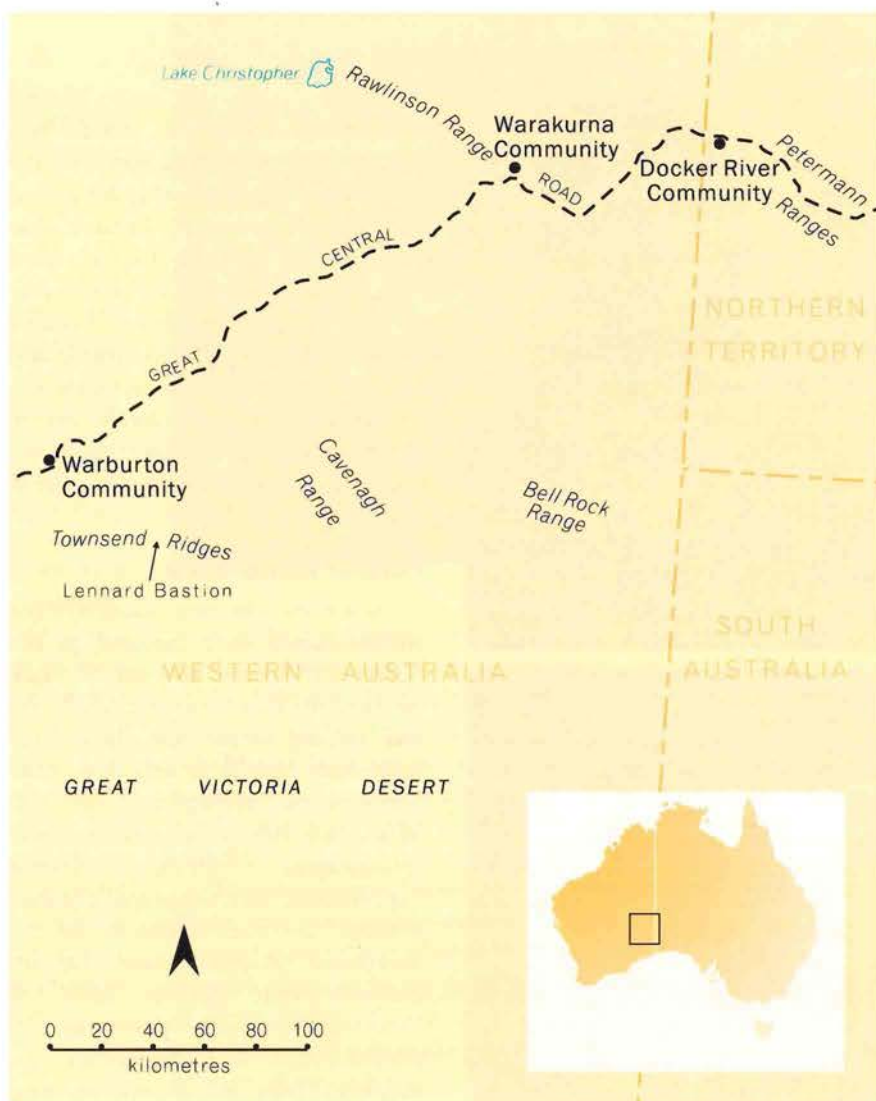 Lake Christopher
Rawlinson Range
Warakurna
Community
Docker River
Community
Petermann
Ranges
GREAT CENTRAL ROAD
NORTHERN
TERRITORY
Warburton
Community
Cavenagh
Range
Bell Rock
Range
Townsend Ridges
Lennard Bastion
SOUTH
AUSTRALIA
WESTERN AUSTRALIA
GREAT VICTORIA DESERT
0 20 40 60 80 100
kilometres